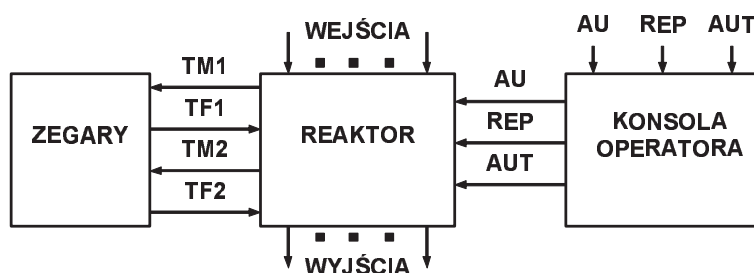 WEJŚCIA
AU REP AUT
TM1
TF1
TM2
TF2
ZEGARY
REAKTOR
AU
REP
AUT
KONSOLA
OPERATORA
WYJŚCIA